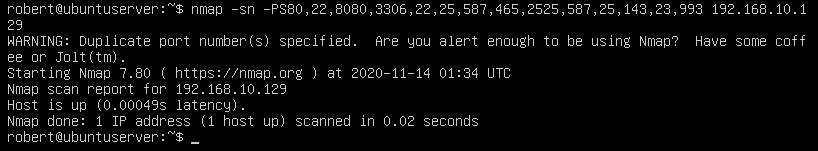 robert@ubuntuserver:~$ nmap -sn -PS80,22,8080,3306,22,25,587,465,2525,587,25,143,23,993 192.168.10.1
29
WARNING: Duplicate port number(s) specified.  Are you alert enough to be using Nmap?  Have some coff
ee or Jolt(tm).
Starting Nmap 7.80 ( https://nmap.org ) at 2020-11-14 01:34 UTC
Nmap scan report for 192.168.10.129
Host is up (0.00049s latency).
Nmap done: 1 IP address (1 host up) scanned in 0.02 seconds
robert@ubuntuserver:~$ _